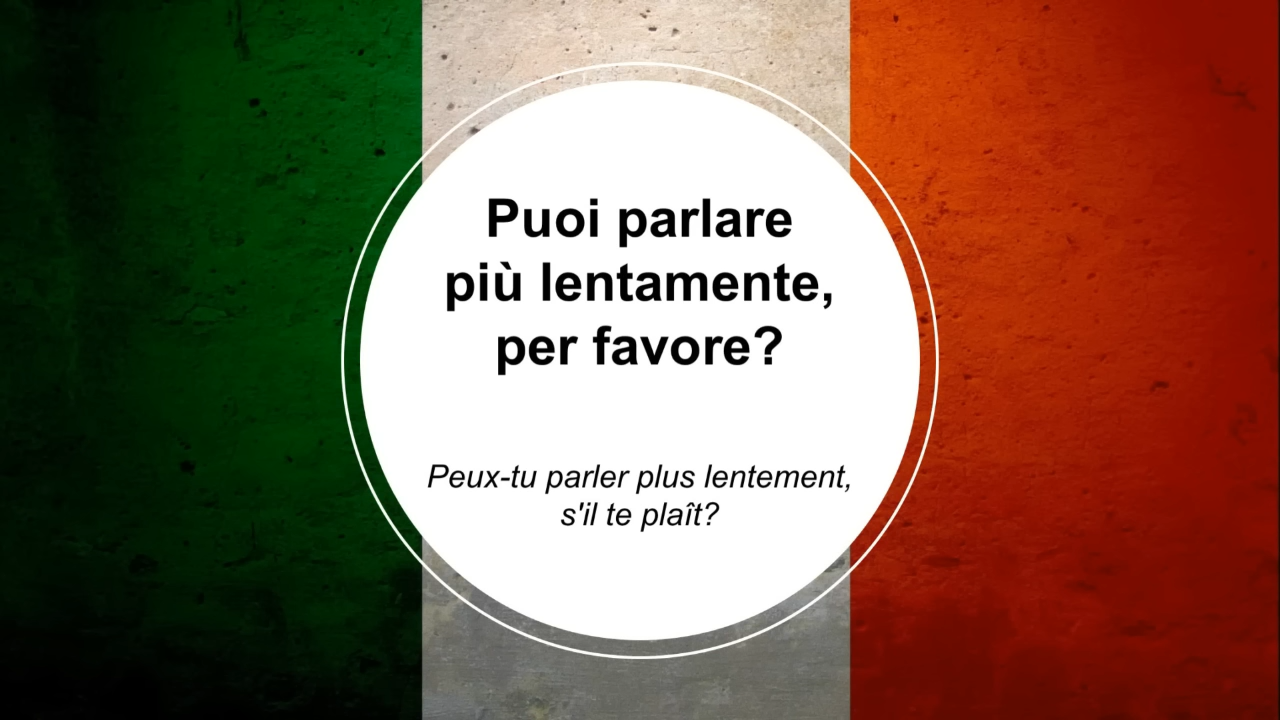 Puoi parlare
più lentamente,
per favore?
Peux-tu parler plus lentement,
s'il te plaît?